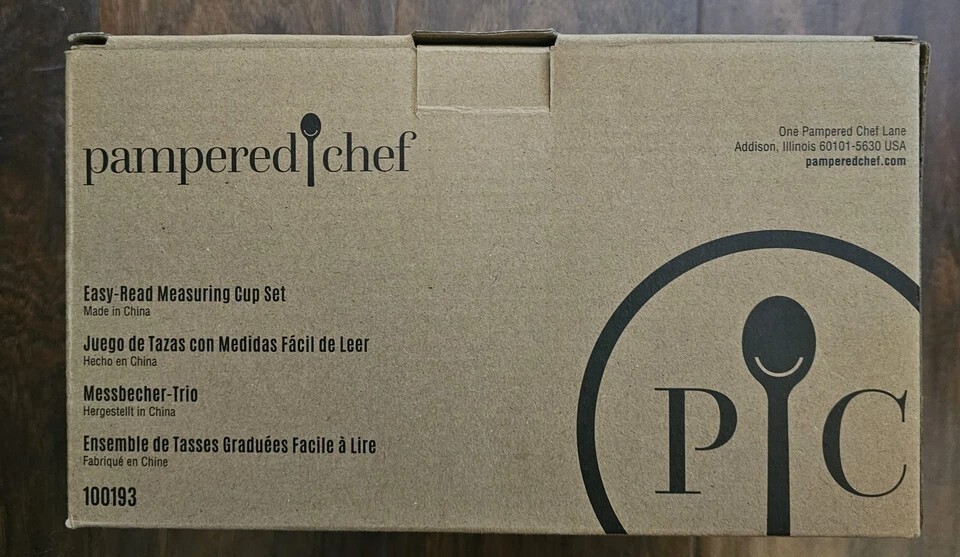 pampered chef
One Pampered Chef Lane
Addison, Illinois 60101-5630 USA
pamperedchef.com
Easy-Read Measuring Cup Set
Made in China
Juego de Tazas con Medidas Fácil de Leer
Hecho en China
Messbecher-Trio
Hergestellt in China
Ensemble de Tasses Graduées Facile à Lire
Fabriqué en Chine
100193
P C